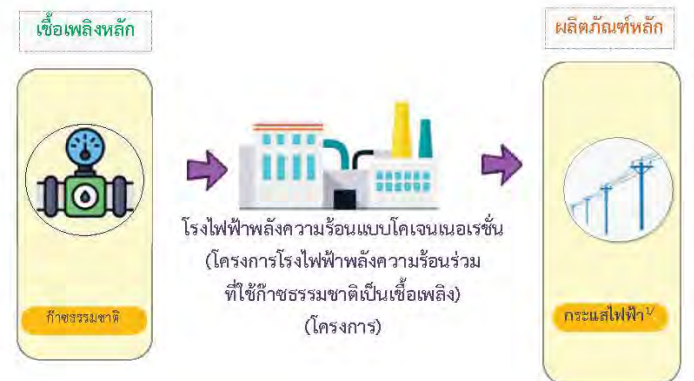 เชื้อเพลิงหลัก
ผลิตภัณฑ์หลัก
โรงไฟฟ้าพลังความร้อนแบบโคเจนเนอเรชั่น
(โครงการโรงไฟฟ้าพลังความร้อนร่วม
ที่ใช้ก๊าซธรรมชาติเป็นเชื้อเพลิง)
(โครงการ)
ก๊าซธรรมชาติ
กระแสไฟฟ้า1/